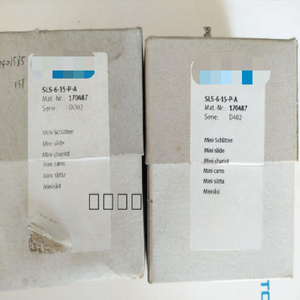 SLS-6-15-P-A
Mat. Nr.: 170487
Serie: D002
Mini-Schlitten
Mini slide
Mini chariot
Mini carro
Mini slitta
Minislid
SLS-6-15-P-A
Mat. Nr.: 170487
Serie: D402
Mini-Schlitten
Mini slide
Mini chariot
Mini carro
Mini slitta
Minislid